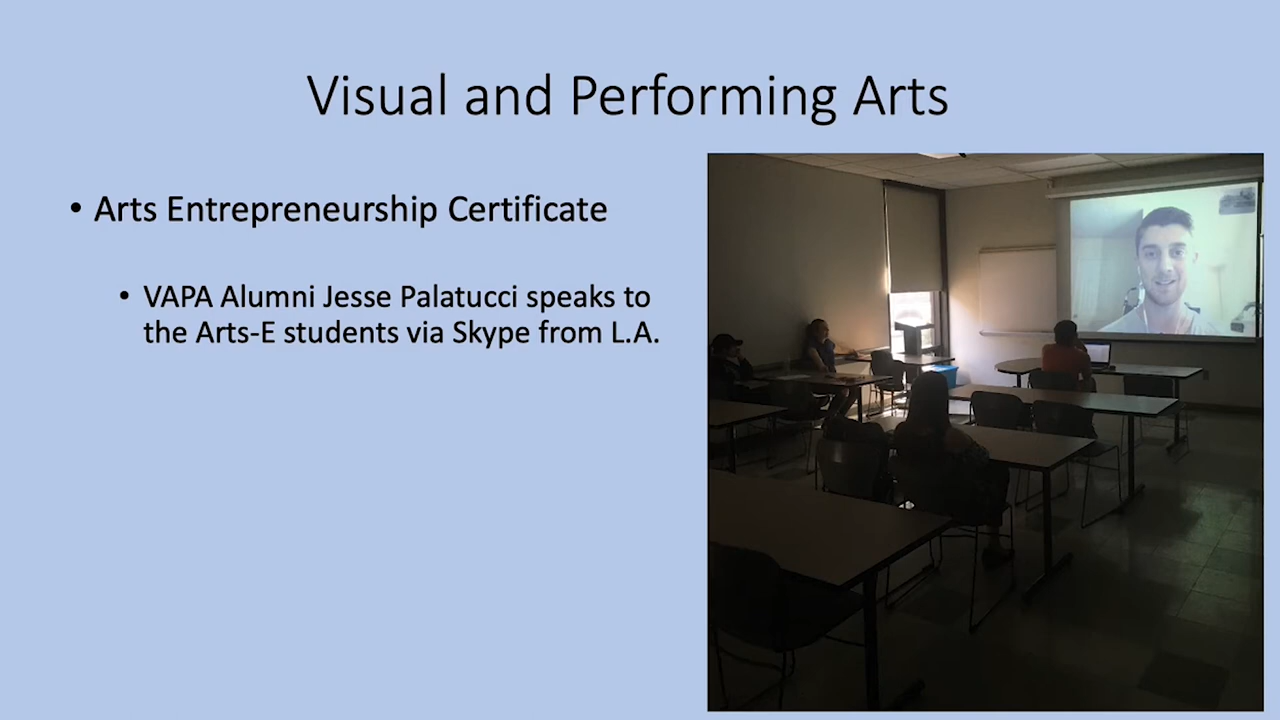 Visual and Performing Arts
• Arts Entrepreneurship Certificate
• VAPA Alumni Jesse Palatucci speaks to
the Arts-E students via Skype from L.A.